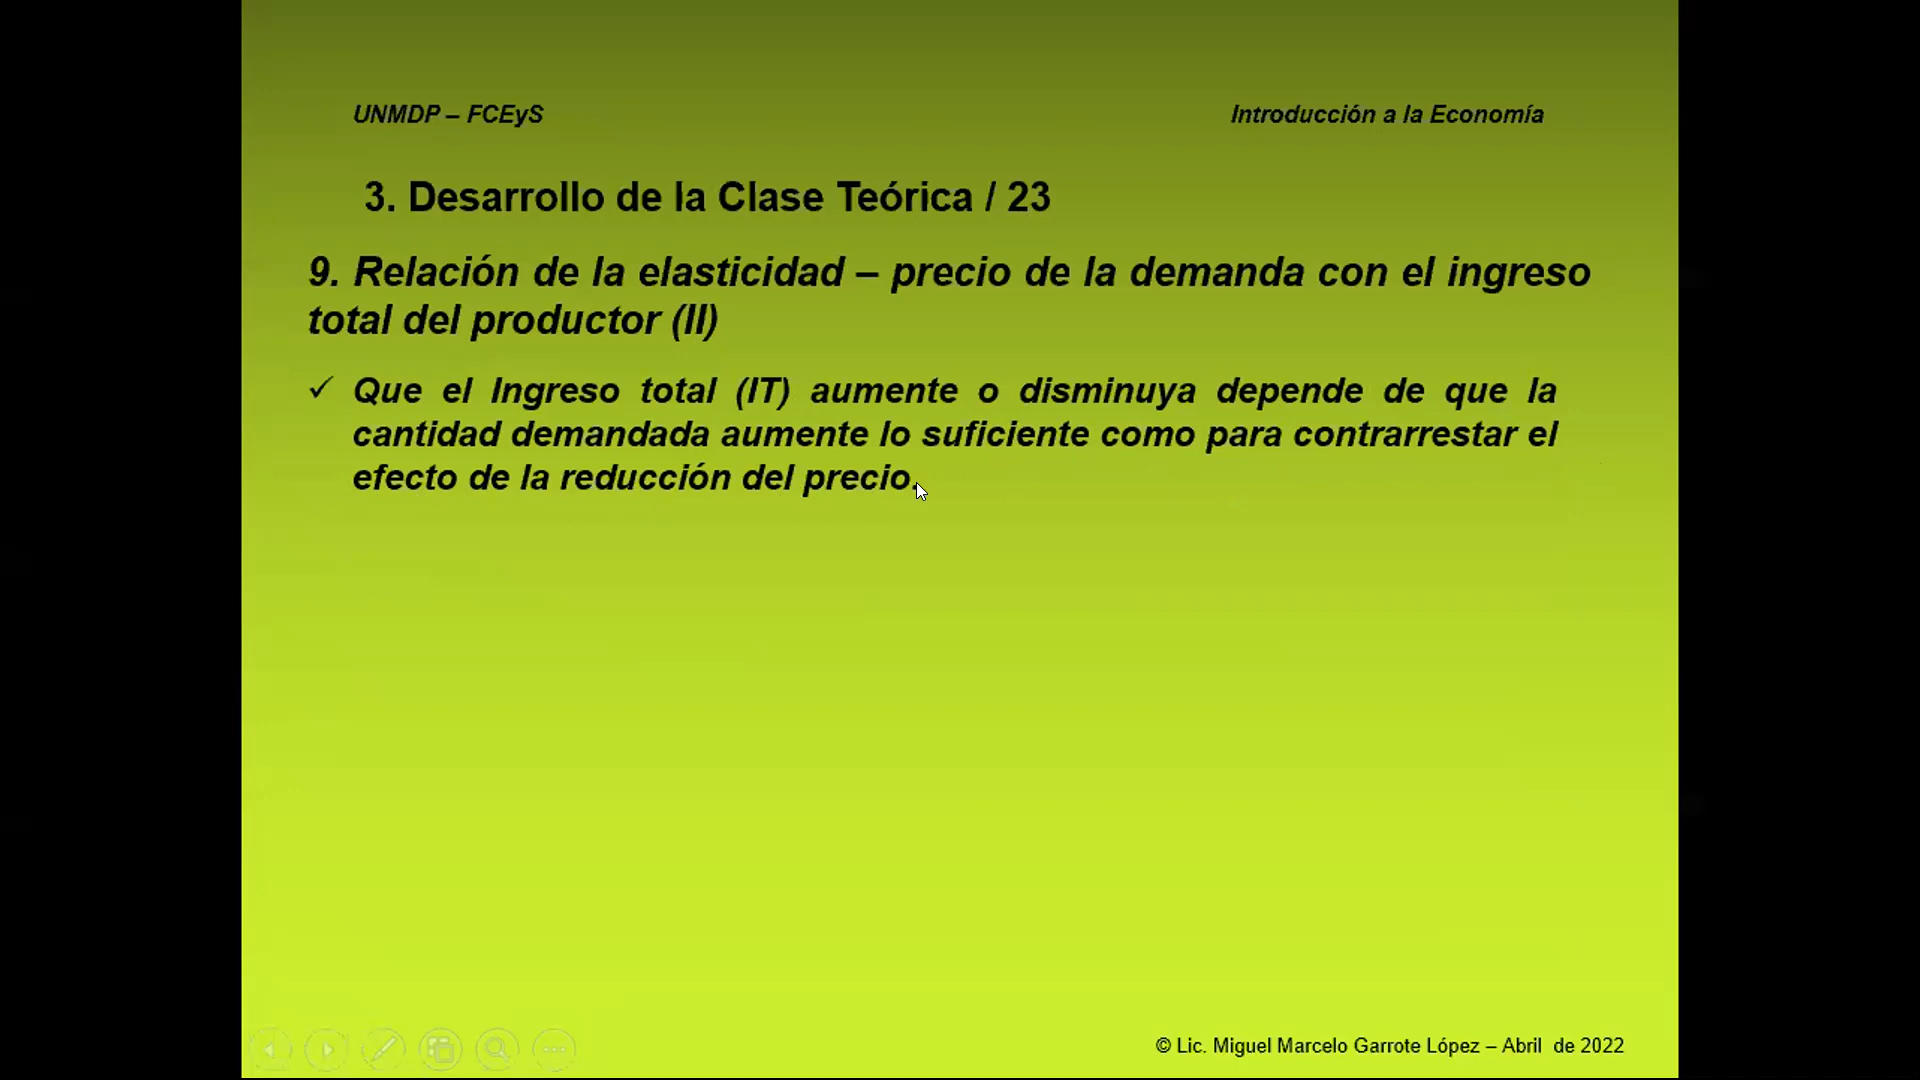 UNMDP – FCEyS
Introducción a la Economía
3. Desarrollo de la Clase Teórica / 23
9. Relación de la elasticidad – precio de la demanda con el ingreso
total del productor (II)
✓ Que el Ingreso total (IT) aumente o disminuya depende de que la
cantidad demandada aumente lo suficiente como para contrarrestar el
efecto de la reducción del precio.
© Lic. Miguel Marcelo Garrote López – Abril de 2022